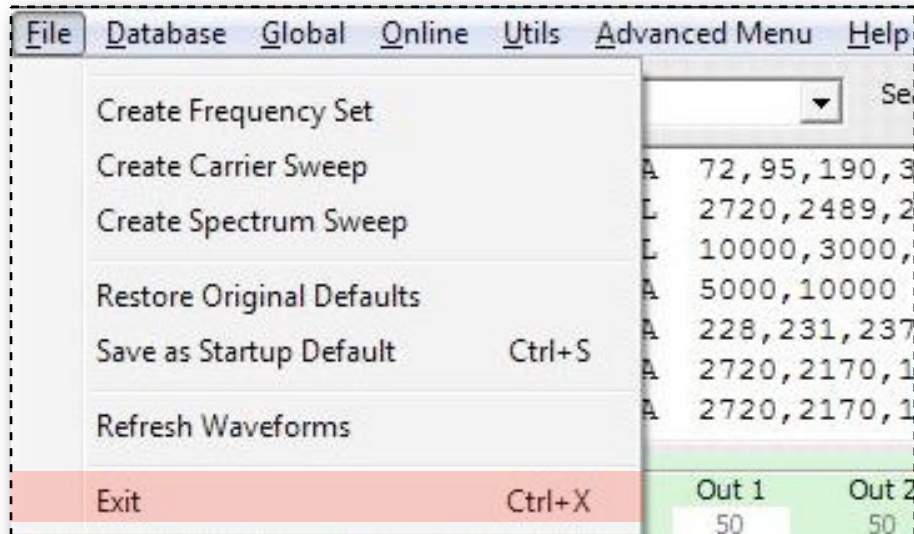 File Database Global Online Utils Advanced Menu Help
Create Frequency Set
Create Carrier Sweep
Create Spectrum Sweep
Restore Original Defaults
Save as Startup Default Ctrl+S
Refresh Waveforms
Exit Ctrl+X
A 72,95,190,3
L 2720,2489,2
L 10000,3000,
A 5000,10000
A 228,231,237
A 2720,2170,1
A 2720,2170,1
Out 1 Out 2
50 50